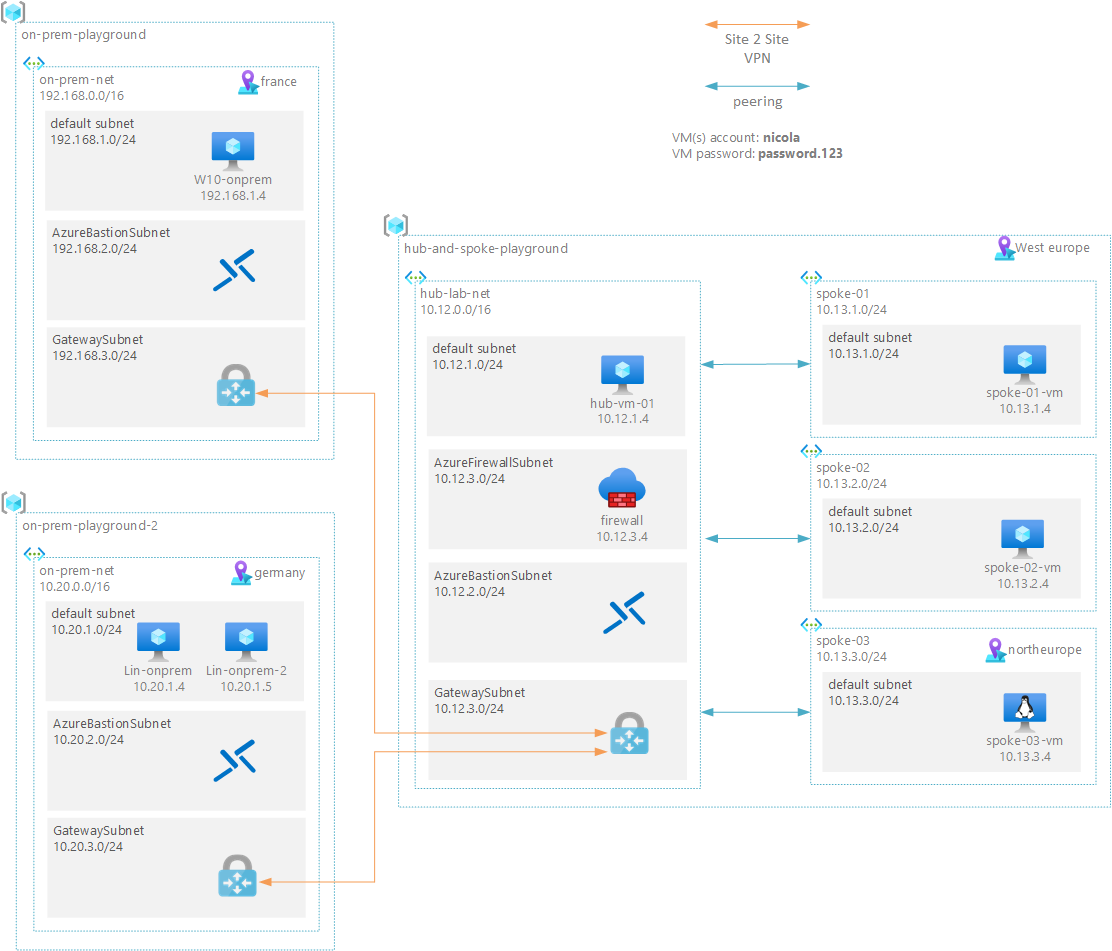 on-prem-playground
on-prem-net
192.168.0.0/16
france
default subnet
192.168.1.0/24
W10-onprem
192.168.1.4
AzureBastionSubnet
192.168.2.0/24
GatewaySubnet
192.168.3.0/24
Site 2 Site
VPN
peering
VM(s) account: nicola
VM password: password.123
on-prem-playground-2
on-prem-net
10.20.0.0/16
germany
default subnet
10.20.1.0/24
Lin-onprem
10.20.1.4
Lin-onprem-2
10.20.1.5
AzureBastionSubnet
10.20.2.0/24
GatewaySubnet
10.20.3.0/24
hub-and-spoke-playground
West europe
hub-lab-net
10.12.0.0/16
default subnet
10.12.1.0/24
hub-vm-01
10.12.1.4
AzureFirewallSubnet
10.12.3.0/24
firewall
10.12.3.4
AzureBastionSubnet
10.12.2.0/24
GatewaySubnet
10.12.3.0/24
spoke-01
10.13.1.0/24
default subnet
10.13.1.0/24
spoke-01-vm
10.13.1.4
spoke-02
10.13.2.0/24
default subnet
10.13.2.0/24
spoke-02-vm
10.13.2.4
spoke-03
10.13.3.0/24
northeurope
default subnet
10.13.3.0/24
spoke-03-vm
10.13.3.4